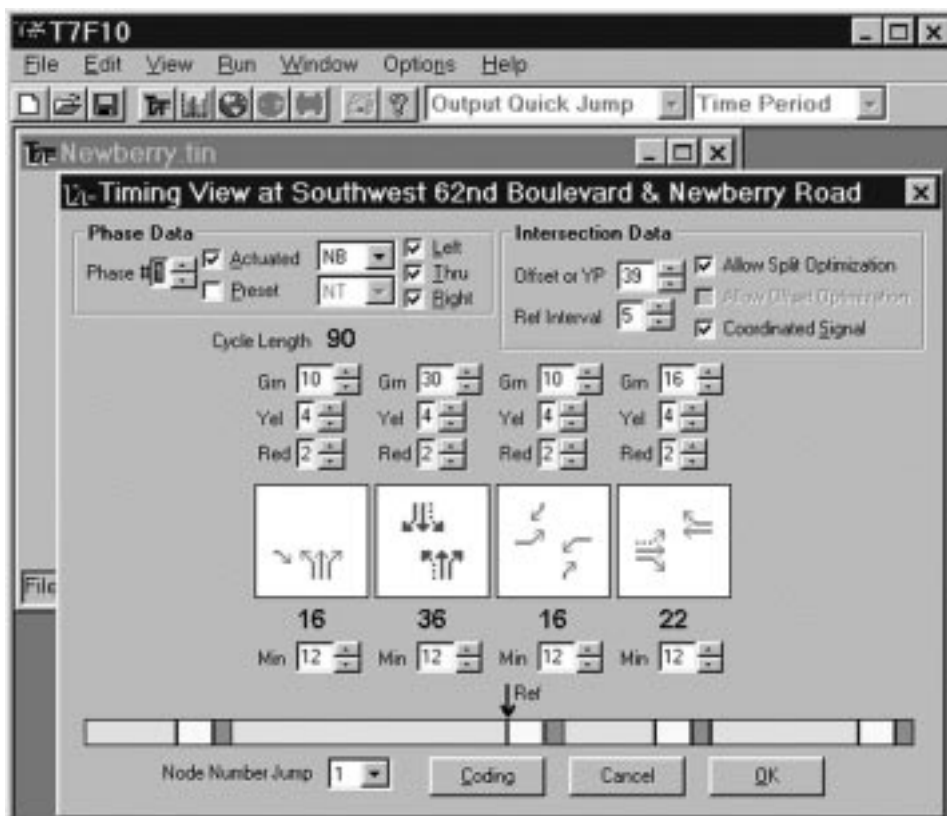 T7F10
File Edit View Run Window Options Help
Output Quick Jump Time Period
Newberry.tin
Timing View at Southwest 62nd Boulevard & Newberry Road
Phase Data
Phase # 1
Actuated NB Left
Preset NT Thru
Right
Intersection Data
Offset or YP 39 Allow Split Optimization
Allow Offset Optimization
Ref Interval 5 Coordinated Signal
Cycle Length 90
Grn 10 Grn 30 Grn 10 Grn 16
Yel 4 Yel 4 Yel 4 Yel 4
Red 2 Red 2 Red 2 Red 2
16 36 16 22
Min 12 Min 12 Min 12 Min 12
Ref
File
Node Number Jump 1 Coding Cancel OK